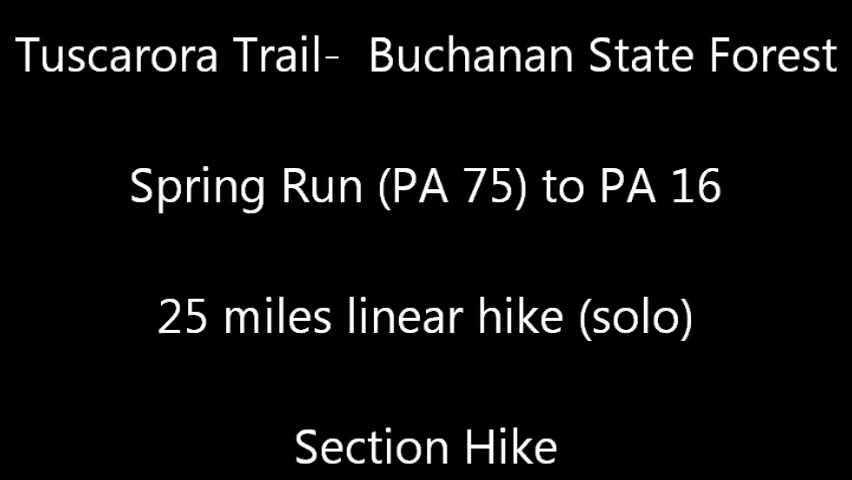 Tuscarora Trail-  Buchanan State Forest
Spring Run (PA 75) to PA 16
25 miles linear hike (solo)
Section Hike